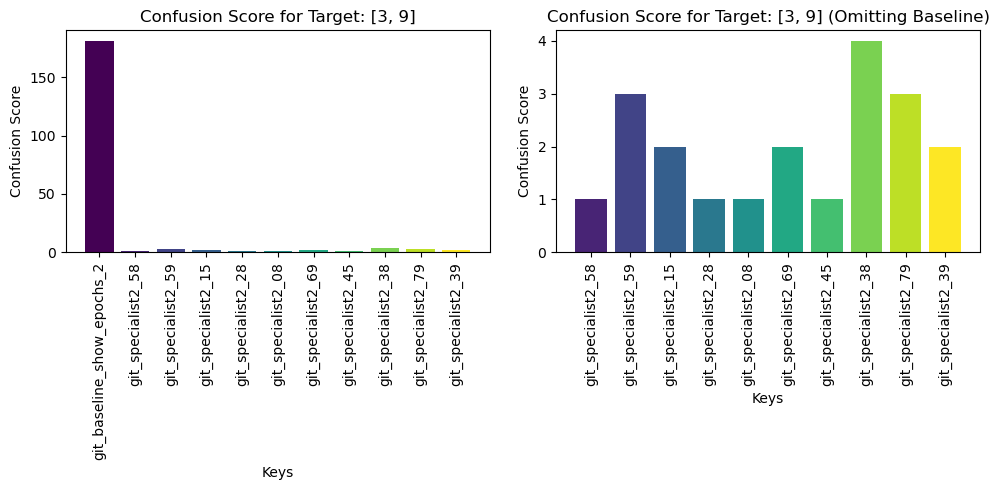 Confusion Score for Target: [3, 9]
Confusion Score
150
100
50
0
git_baseline_show_epochs_2
git_specialist2_58
git_specialist2_59
git_specialist2_15
git_specialist2_28
git_specialist2_08
git_specialist2_69
git_specialist2_45
git_specialist2_38
git_specialist2_79
git_specialist2_39
Keys
Confusion Score for Target: [3, 9] (Omitting Baseline)
Confusion Score
4
3
2
1
0
git_specialist2_58
git_specialist2_59
git_specialist2_15
git_specialist2_28
git_specialist2_08
git_specialist2_69
git_specialist2_45
git_specialist2_38
git_specialist2_79
git_specialist2_39
Keys